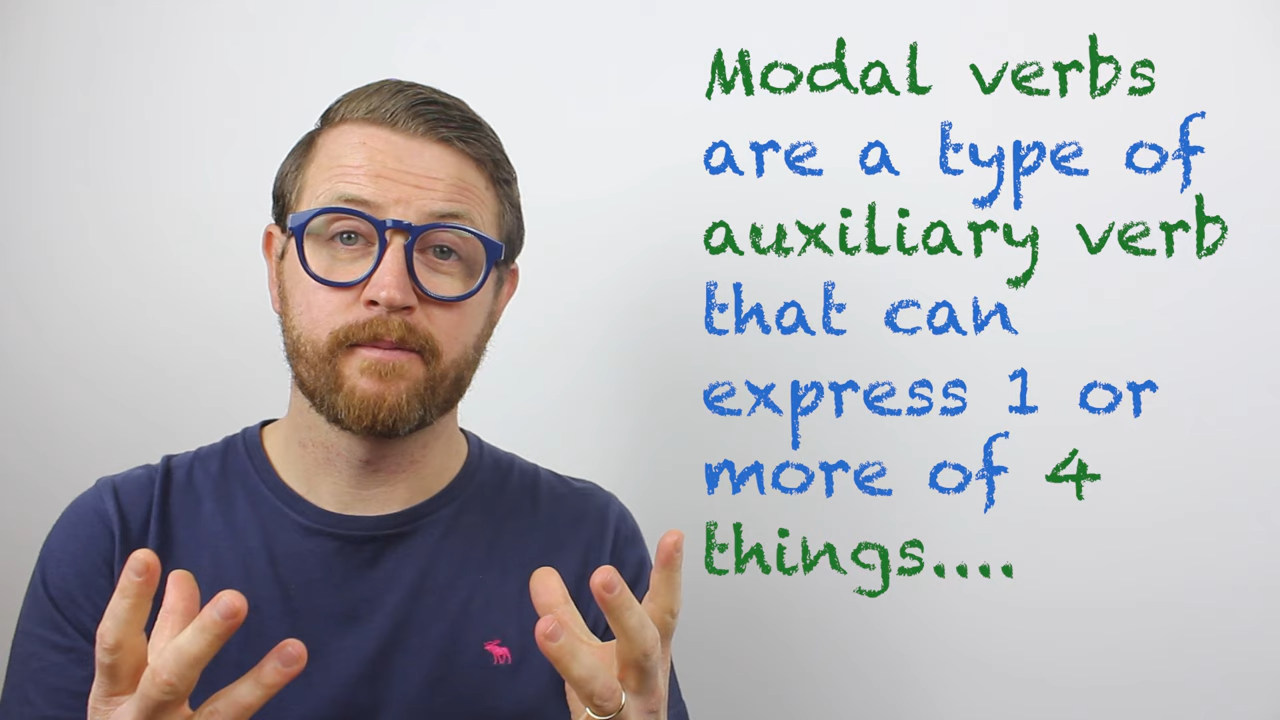 Modal verbs
are a type of
auxiliary verb
that can
express 1 or
more of 4
things....